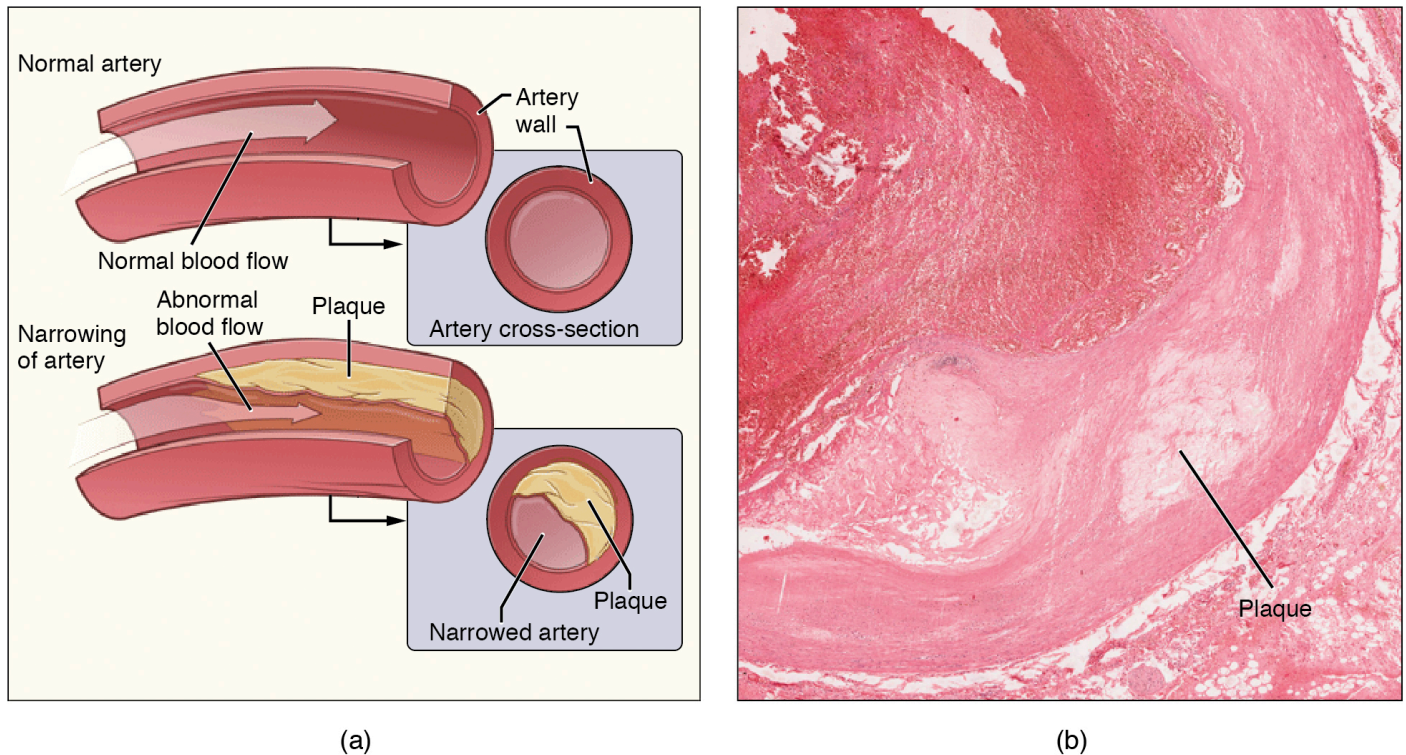 Normal artery
Artery
wall
Normal blood flow
Artery cross-section
Abnormal
blood flow
Plaque
Narrowing
of artery
Plaque
Narrowed artery
Plaque
(a)
(b)